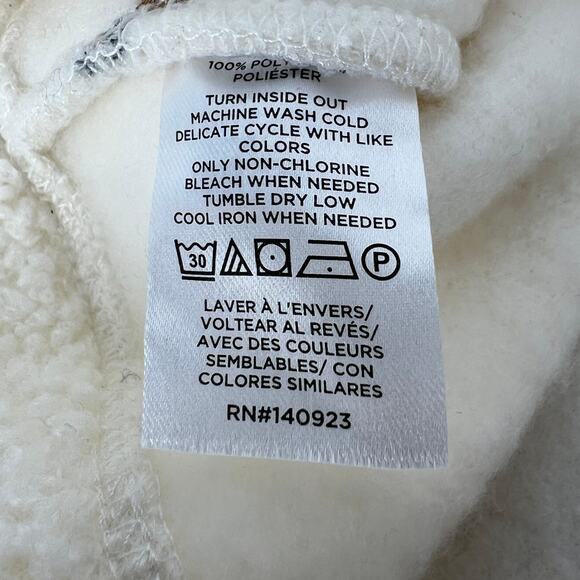 100% POLY
POLIÉSTER
TURN INSIDE OUT
MACHINE WASH COLD
DELICATE CYCLE WITH LIKE
COLORS
ONLY NON-CHLORINE
BLEACH WHEN NEEDED
TUMBLE DRY LOW
COOL IRON WHEN NEEDED
30 P
LAVER À L'ENVERS/
VOLTEAR AL REVÉS/
AVEC DES COULEURS
SEMBLABLES/ CON
COLORES SIMILARES
RN#140923